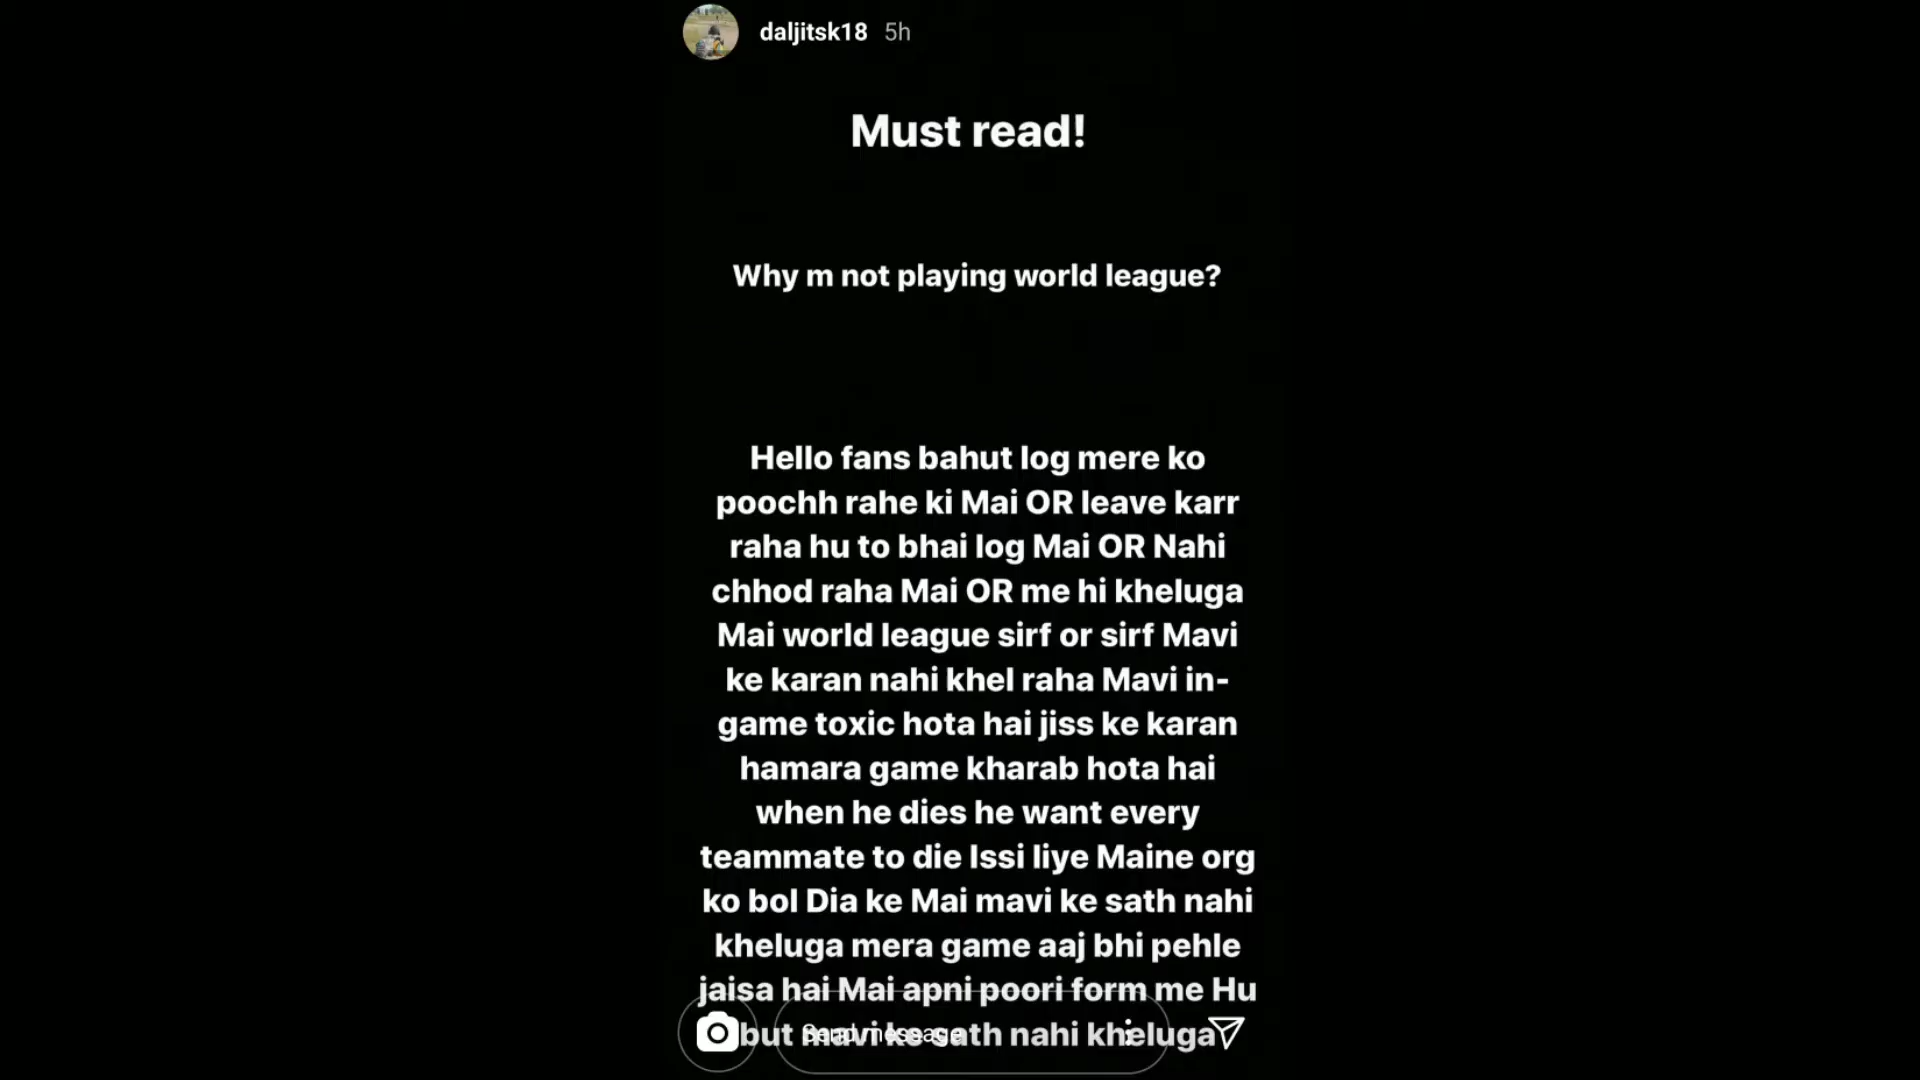 daljitsk18 5h
Must read!
Why m not playing world league?
Hello fans bahut log mere ko
poochh rahe ki Mai OR leave karr
raha hu to bhai log Mai OR Nahi
chhod raha Mai OR me hi kheluga
Mai world league sirf or sirf Mavi
ke karan nahi khel raha Mavi in-
game toxic hota hai jiss ke karan
hamara game kharab hota hai
when he dies he want every
teammate to die Issi liye Maine org
ko bol Dia ke Mai mavi ke sath nahi
kheluga mera game aaj bhi pehle
jaisa hai Mai apni poori form me Hu
but mavi ke sath nahi kheluga
Send message